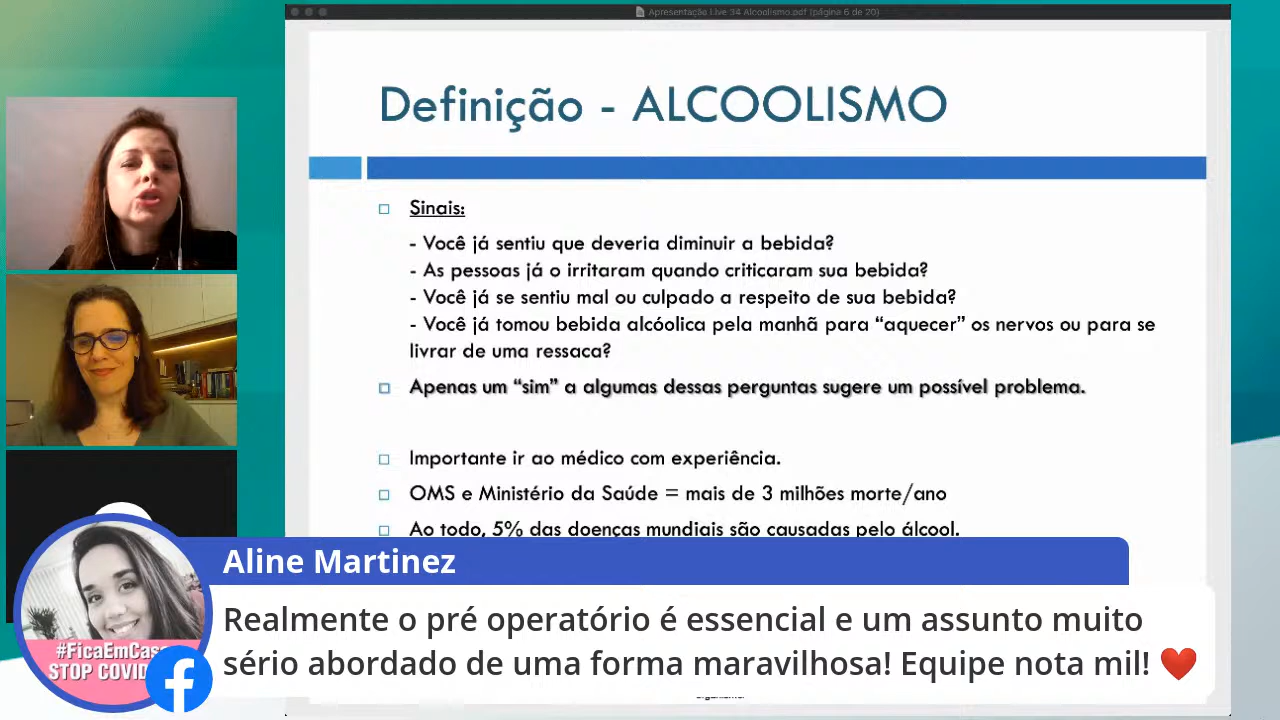 Apresentação Live 34 Alcoolismo.pdf (página 6 de 20)
Definição - ALCOOLISMO
Sinais:
- Você já sentiu que deveria diminuir a bebida?
- As pessoas já o irritaram quando criticaram sua bebida?
- Você já se sentiu mal ou culpado a respeito de sua bebida?
- Você já tomou bebida alcóolica pela manhã para “aquecer” os nervos ou para se
livrar de uma ressaca?
Apenas um “sim” a algumas dessas perguntas sugere um possível problema.
Importante ir ao médico com experiência.
OMS e Ministério da Saúde = mais de 3 milhões morte/ano
Ao todo, 5% das doenças mundiais são causadas pelo álcool.
Aline Martinez
Realmente o pré operatório é essencial e um assunto muito
sério abordado de uma forma maravilhosa! Equipe nota mil! ❤️
#FicaEmCas
STOP COVID